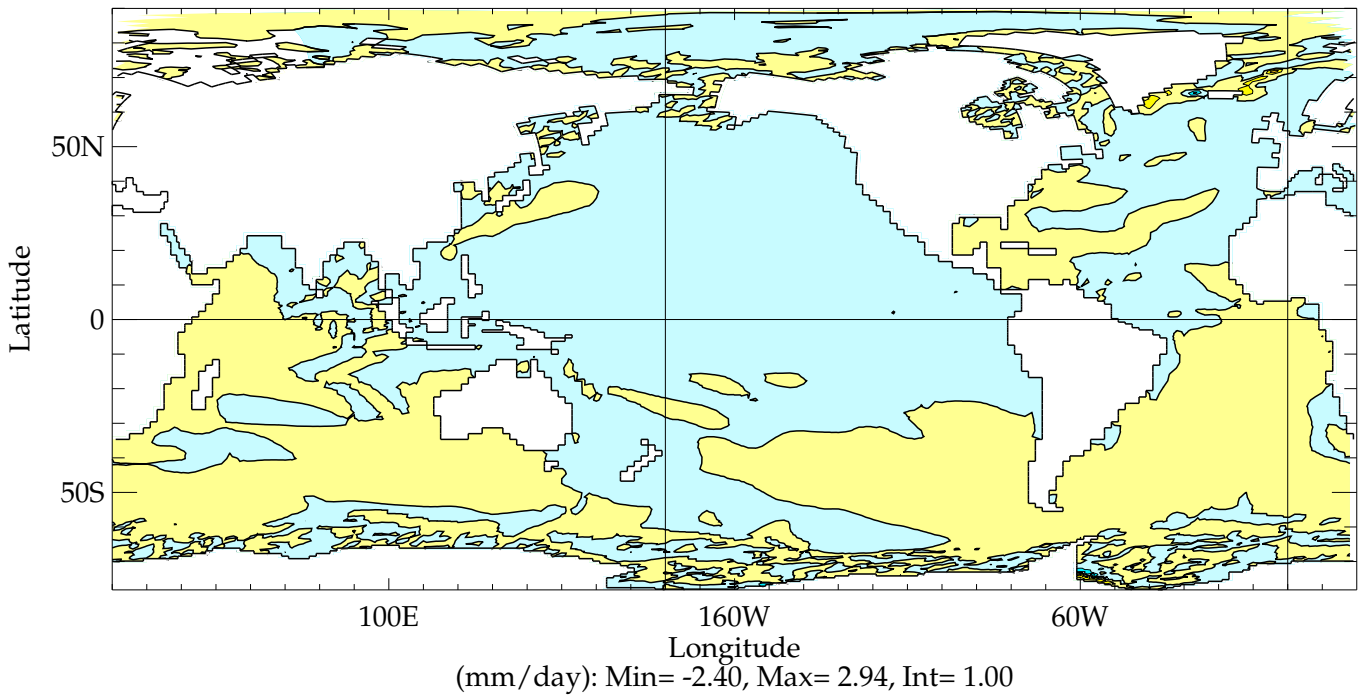 50N
0
50S
Latitude
100E
160W
60W
Longitude
(mm/day): Min= -2.40, Max= 2.94, Int= 1.00